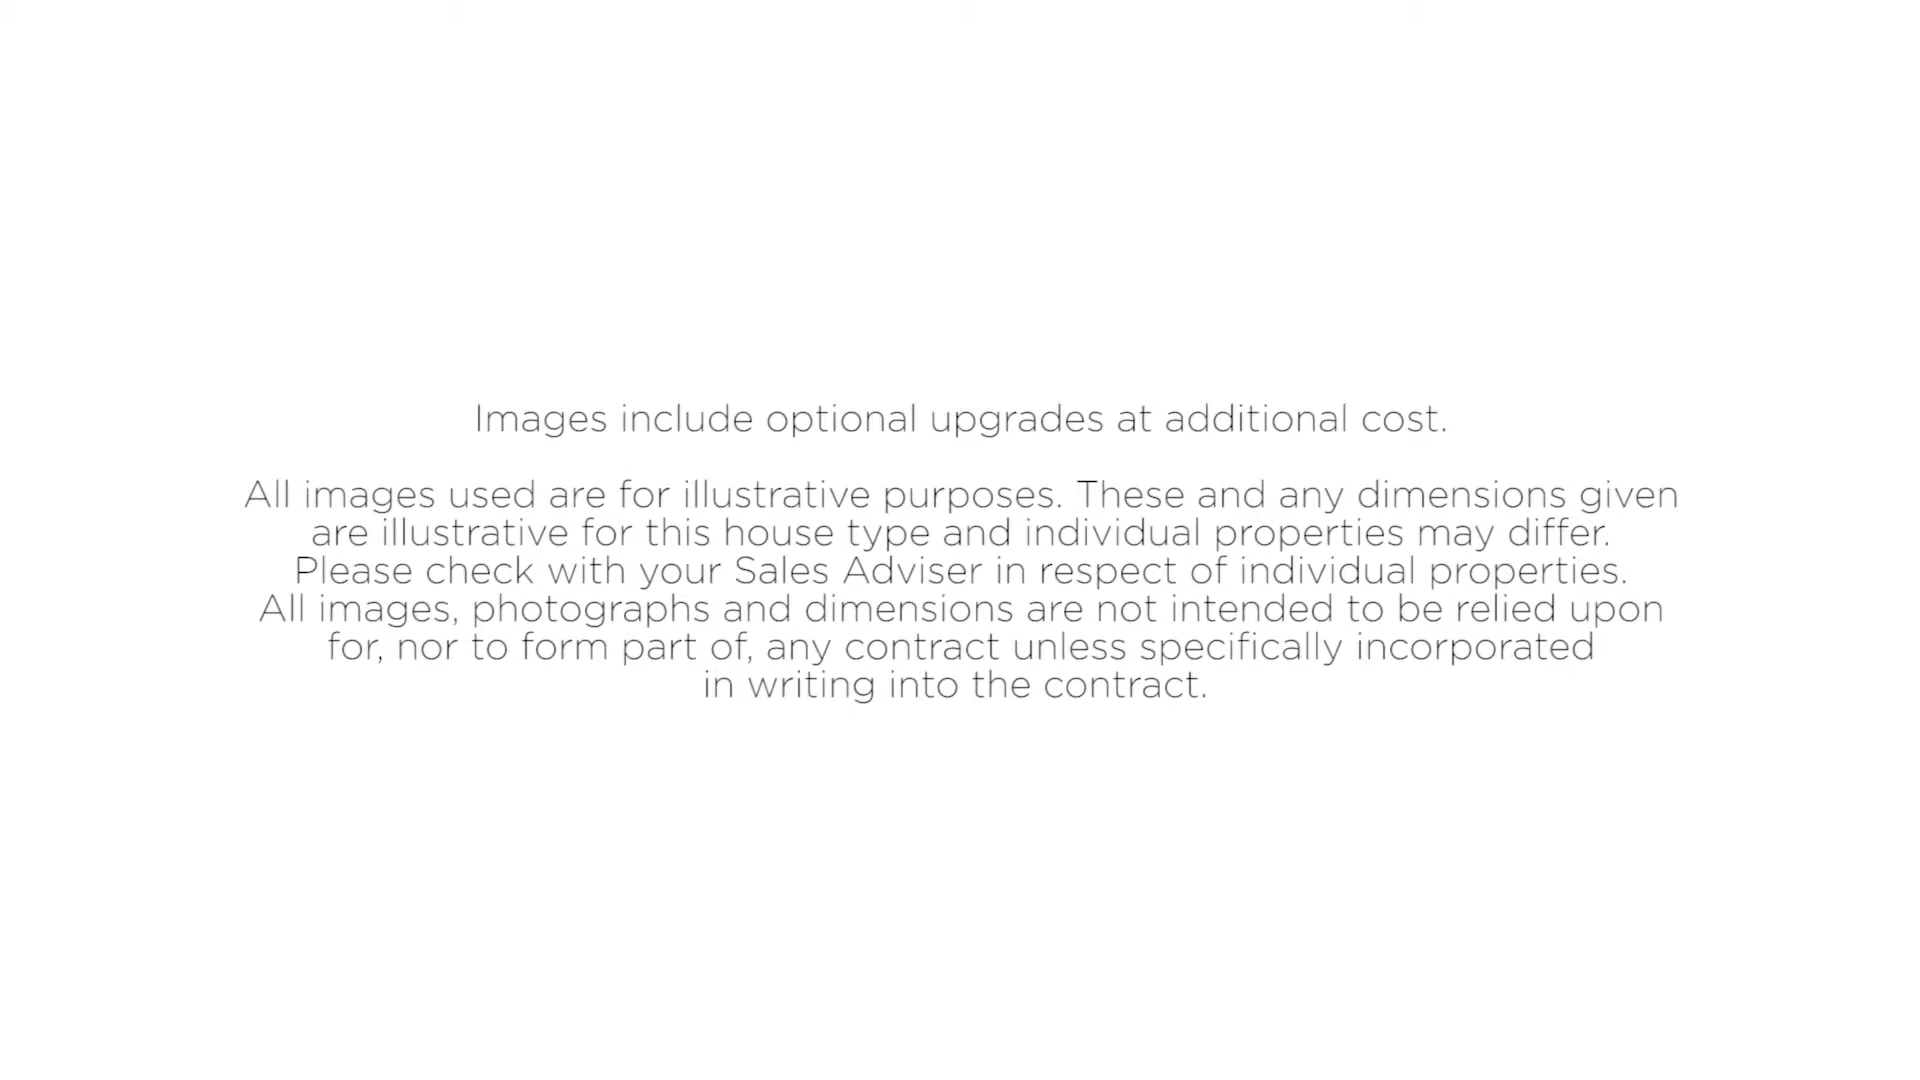 Images include optional upgrades at additional cost.
All images used are for illustrative purposes. These and any dimensions given
are illustrative for this house type and individual properties may differ.
Please check with your Sales Adviser in respect of individual properties.
All images, photographs and dimensions are not intended to be relied upon
for, nor to form part of, any contract unless specifically incorporated
in writing into the contract.